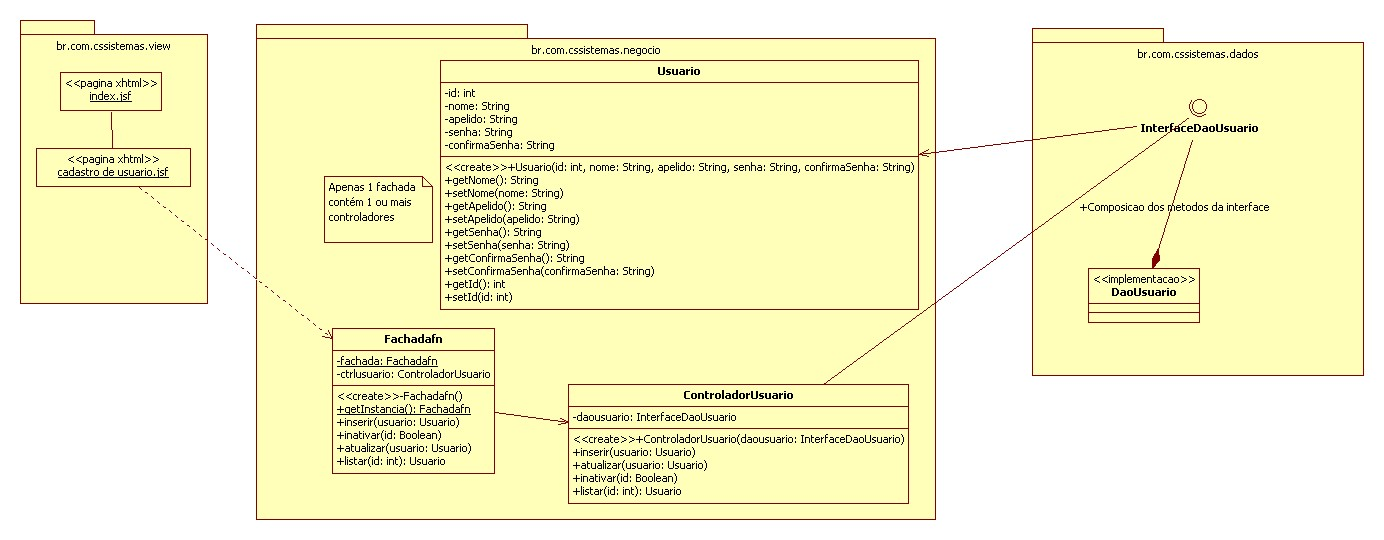 br.com.cssistemas.view
<<pagina xhtml>>
index.jsf
<<pagina xhtml>>
cadastro de usuario.jsf
br.com.cssistemas.negocio
Usuario
-id: int
-nome: String
-apelido: String
-senha: String
-confirmaSenha: String
<<create>>+Usuario(id: int, nome: String, apelido: String, senha: String, confirmaSenha: String)
+getNome(): String
+setNome(nome: String)
+getApelido(): String
+setApelido(apelido: String)
+getSenha(): String
+setSenha(senha: String)
+getConfirmaSenha(): String
+setConfirmaSenha(confirmaSenha: String)
+getId(): int
+setId(id: int)
Apenas 1 fachada
contém 1 ou mais
controladores
Fachadafn
-fachada: Fachadafn
-ctrlusuario: ControladorUsuario
<<create>>-Fachadafn()
+getInstancia(): Fachadafn
+inserir(usuario: Usuario)
+inativar(id: Boolean)
+atualizar(usuario: Usuario)
+listar(id: int): Usuario
ControladorUsuario
-daousuario: InterfaceDaoUsuario
<<create>>+ControladorUsuario(daousuario: InterfaceDaoUsuario)
+inserir(usuario: Usuario)
+atualizar(usuario: Usuario)
+inativar(id: Boolean)
+listar(id: int): Usuario
br.com.cssistemas.dados
InterfaceDaoUsuario
+Composicao dos metodos da interface
<<implementacao>>
DaoUsuario